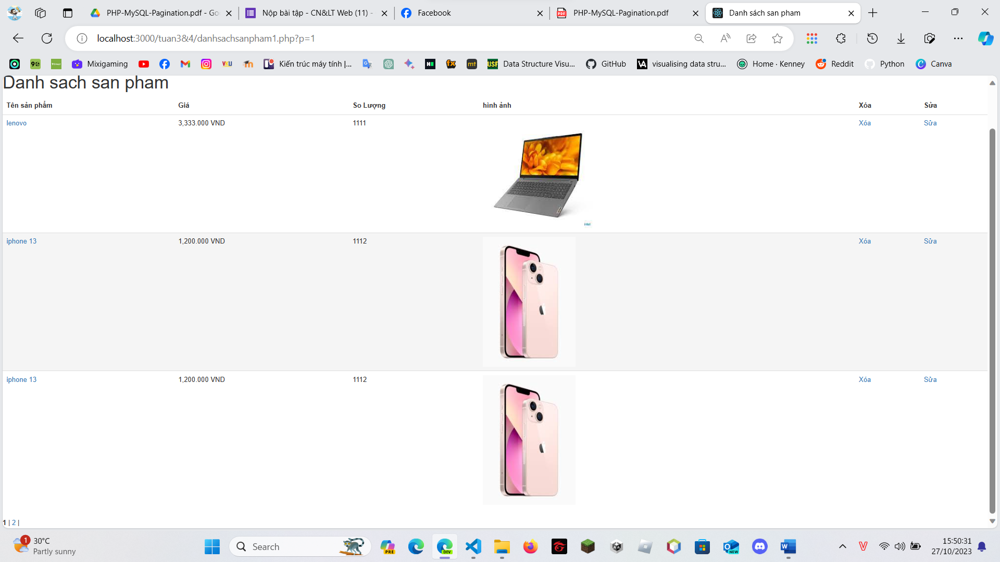 PHP-MySQL-Pagination.pdf - Go
Nộp bài tập - CN&LT Web (11) -
Facebook
PHP-MySQL-Pagination.pdf
Danh sách san pham
localhost:3000/tuan3&4/danhsachsanpham1.php?p=1
Mixigaming
VKU
Kiến trúc máy tính |...
mt
USF
Data Structure Visu...
GitHub
visualising data stru...
Home · Kenney
Reddit
Python
Canva
Danh sach san pham
Tên sản phẩm Giá So Lượng hình ảnh Xóa Sửa
lenovo 3,333.000 VND 1111 Xóa Sửa
intel
iphone 13 1,200.000 VND 1112 Xóa Sửa
iphone 13 1,200.000 VND 1112 Xóa Sửa
1 | 2 |
1
30°C
Partly sunny
Search
PRE
DEV
NEW
15:50:31
27/10/2023